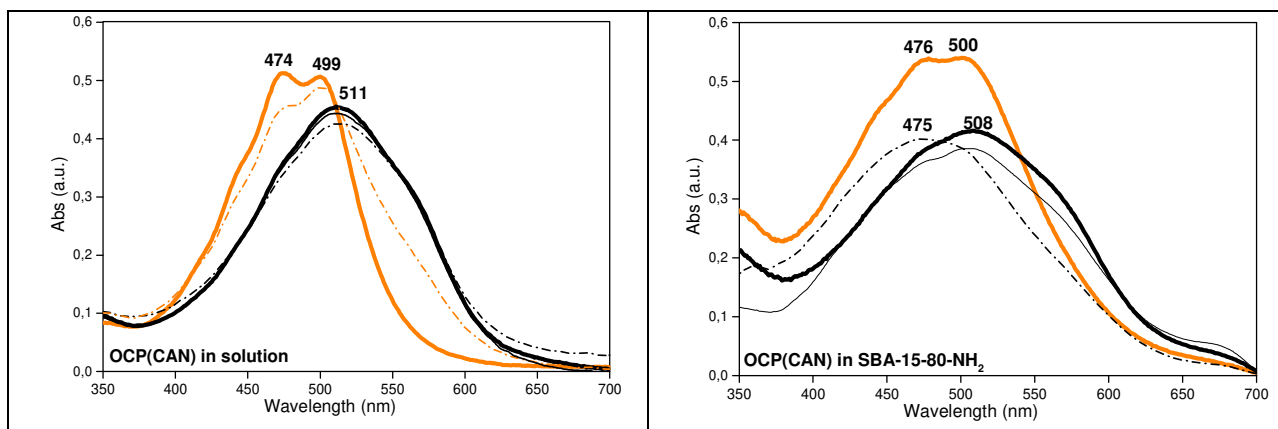 0,6
0,5
0,4
0,3
0,2
0,1
0,0
Abs (a.u.)
474
499
511
OCP(CAN) in solution
350 400 450 500 550 600 650 700
Wavelength (nm)
0,6
0,5
0,4
0,3
0,2
0,1
0,0
Abs (a.u.)
476
500
475
508
OCP(CAN) in SBA-15-80-NH₂
350 400 450 500 550 600 650 700
Wavelength (nm)